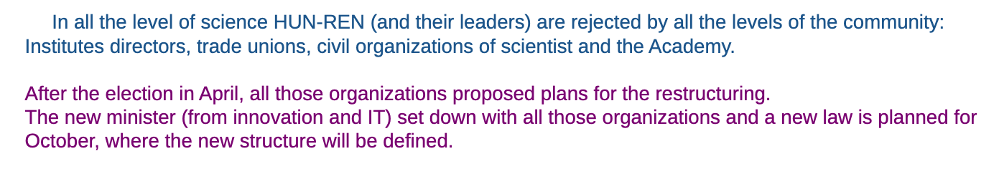 In all the level of science HUN-REN (and their leaders) are rejected by all the levels of the community:
Institutes directors, trade unions, civil organizations of scientist and the Academy.
After the election in April, all those organizations proposed plans for the restructuring.
The new minister (from innovation and IT) set down with all those organizations and a new law is planned for
October, where the new structure will be defined.